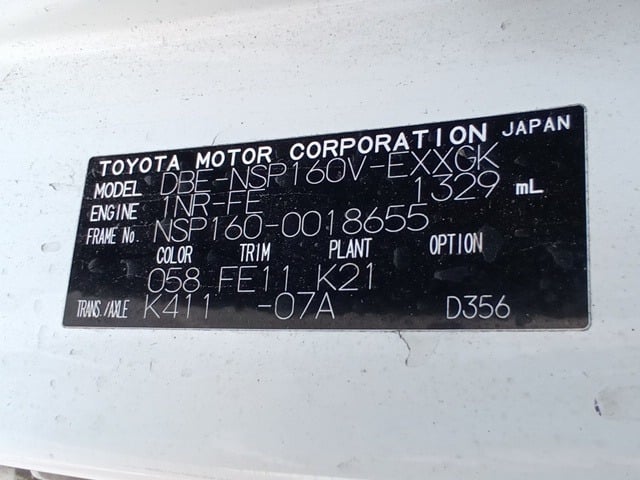 TOYOTA MOTOR CORPORATION JAPAN
MODEL DBE-NSP160V-EXXGK
ENGINE 1NR-FE 1329 mL
FRAME No. NSP160-0018655
COLOR TRIM PLANT OPTION
058 FE11 K21
TRANS./AXLE K411 -07A D356